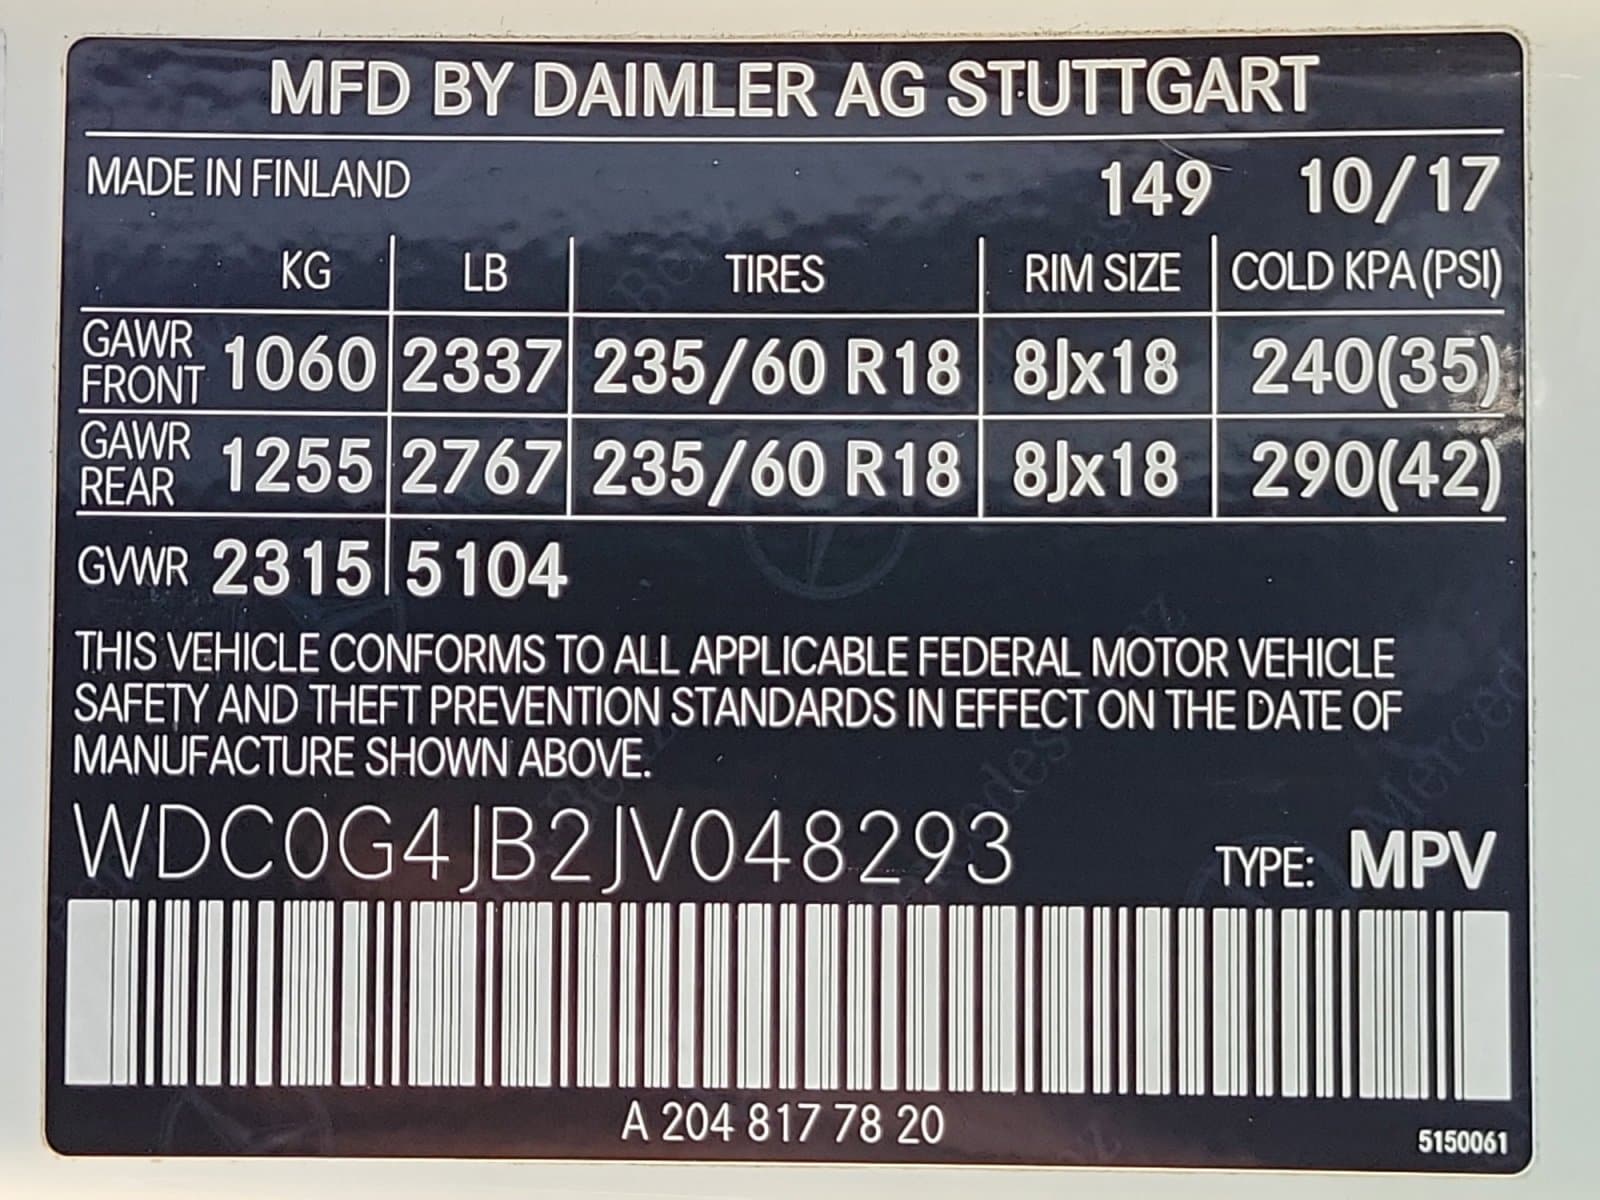 MFD BY DAIMLER AG STUTTGART
MADE IN FINLAND 149 10/17
KG LB TIRES RIM SIZE COLD KPA (PSI)
GAWR FRONT 1060 2337 235/60 R18 8Jx18 240(35)
GAWR REAR 1255 2767 235/60 R18 8Jx18 290(42)
GVWR 2315 5104
THIS VEHICLE CONFORMS TO ALL APPLICABLE FEDERAL MOTOR VEHICLE
SAFETY AND THEFT PREVENTION STANDARDS IN EFFECT ON THE DATE OF
MANUFACTURE SHOWN ABOVE.
WDC0G4JB2JV048293 TYPE: MPV
A 204 817 78 20
5150061